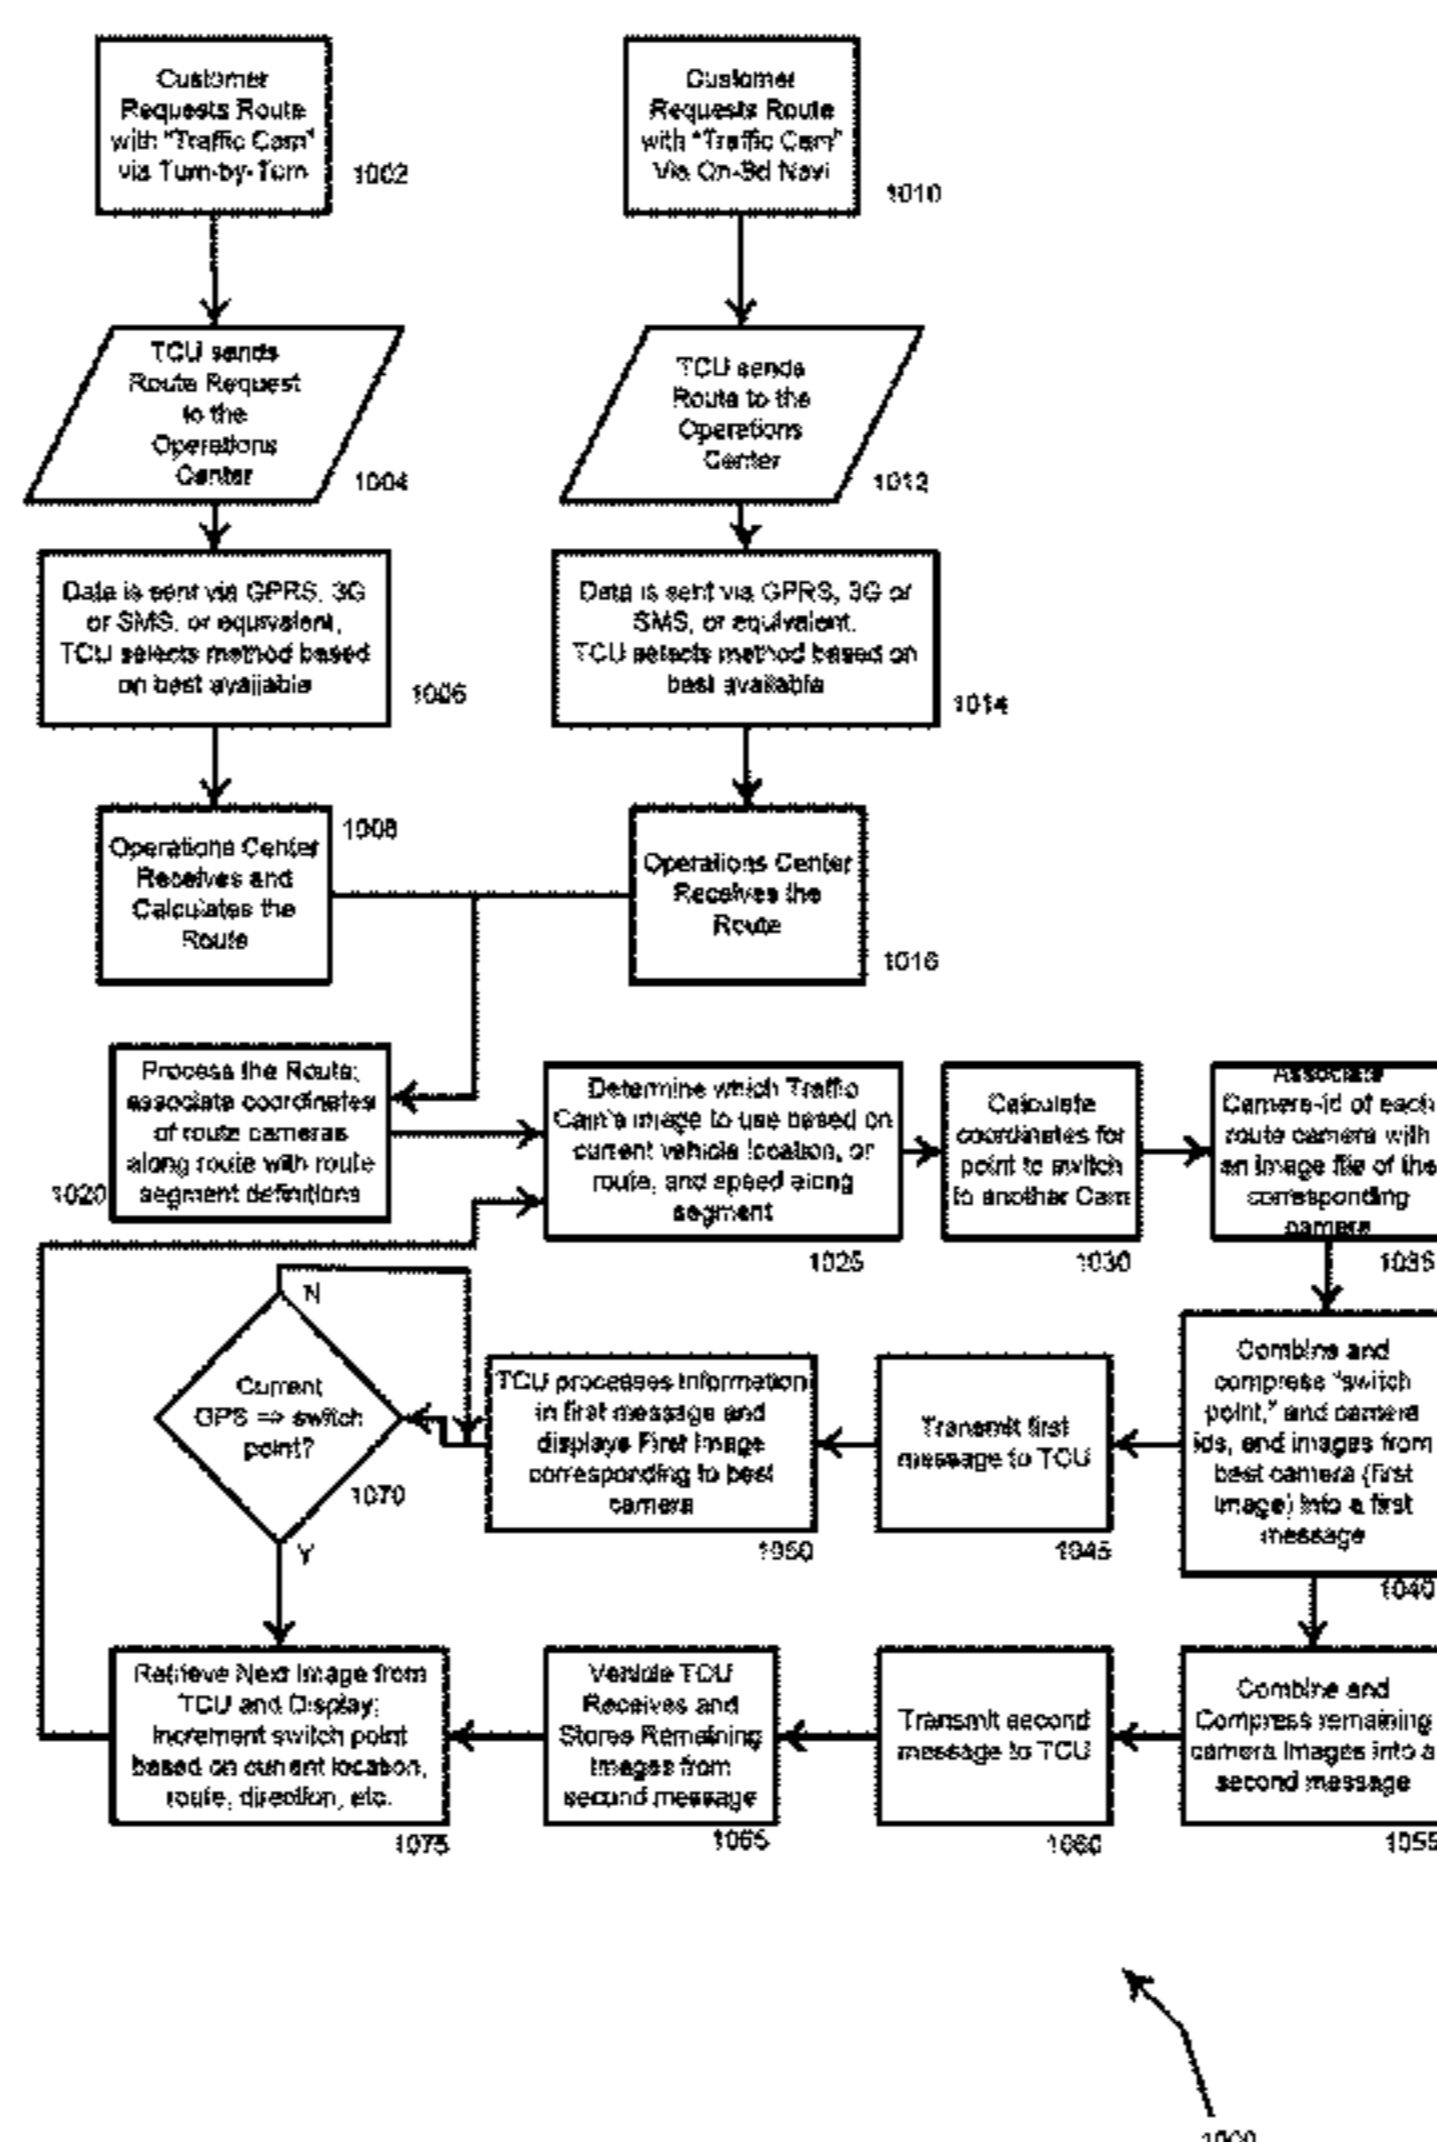 Customer
Requests Route
with "Traffic Cam"
via Turn-by-Turn
1002
Customer
Requests Route
with "Traffic Cam"
Via On-Bd Navi
1010
TCU sends
Route Request
to the
Operations
Center
1004
TCU sends
Route to the
Operations
Center
1012
Data is sent via GPRS, 3G
or SMS, or equivalent,
TCU selects method based
on best available
1006
Data is sent via GPRS, 3G or
SMS, or equivalent.
TCU selects method based on
best available
1014
Operations Center
Receives and
Calculates the
Route
1008
Operations Center
Receives the
Route
1016
Process the Route;
associate coordinates
of route cameras
along route with route
segment definitions
1020
Determine which Traffic
Cam's image to use based on
current vehicle location, or
route, and speed along
segment
1025
Calculate
coordinates for
point to switch
to another Cam
1030
Associate
Camera-id of each
route camera with
an image file of the
corresponding
camera
1035
N
Current
GPS => switch
point?
1070
Y
TCU processes Information
in first message and
displays First Image
corresponding to best
camera
1050
Transmit first
message to TCU
1045
Combine and
compress "switch
point," and camera
ids, and images from
best camera (first
image) into a first
message
1040
Retrieve Next Image from
TCU and Display;
Increment switch point
based on current location,
route, direction, etc.
1075
Vehicle TCU
Receives and
Stores Remaining
Images from
second message
1065
Transmit second
message to TCU
1060
Combine and
Compress remaining
camera Images into a
second message
1055
1000